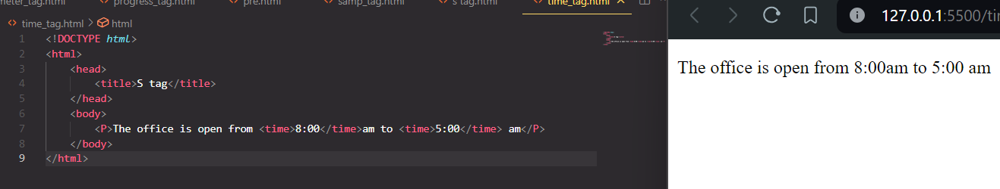 meter_tag.html progress_tag.html pre.html samp_tag.html s tag.html time_tag.html
time_tag.html > html
1 <!DOCTYPE html>
2 <html>
3 <head>
4 <title>S tag</title>
5 </head>
6 <body>
7 <P>The office is open from <time>8:00</time>am to <time>5:00</time> am</P>
8 </body>
9 </html>
127.0.0.1:5500/ti
The office is open from 8:00am to 5:00 am